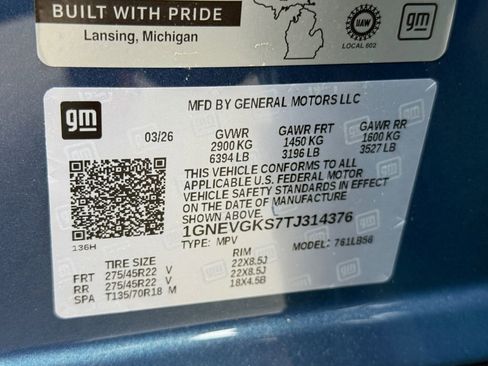 BUILT WITH PRIDE
Lansing, Michigan
UAW
LOCAL 602
gm
gm
MFD BY GENERAL MOTORS LLC
03/26 GVWR GAWR FRT GAWR RR
2900 KG 1450 KG 1600 KG
6394 LB 3196 LB 3527 LB
THIS VEHICLE CONFORMS TO ALL
APPLICABLE U.S. FEDERAL MOTOR
VEHICLE SAFETY STANDARDS IN EFFECT
ON THE DATE OF MANUFACTURE SHOWN ABOVE.
1GNEVGKS7TJ314376
136H
TYPE: MPV MODEL: 761LB56
TIRE SIZE RIM
FRT 275/45R22 V 22X8.5J
RR 275/45R22 V 22X8.5J
SPA T135/70R18 M 18X4.5B